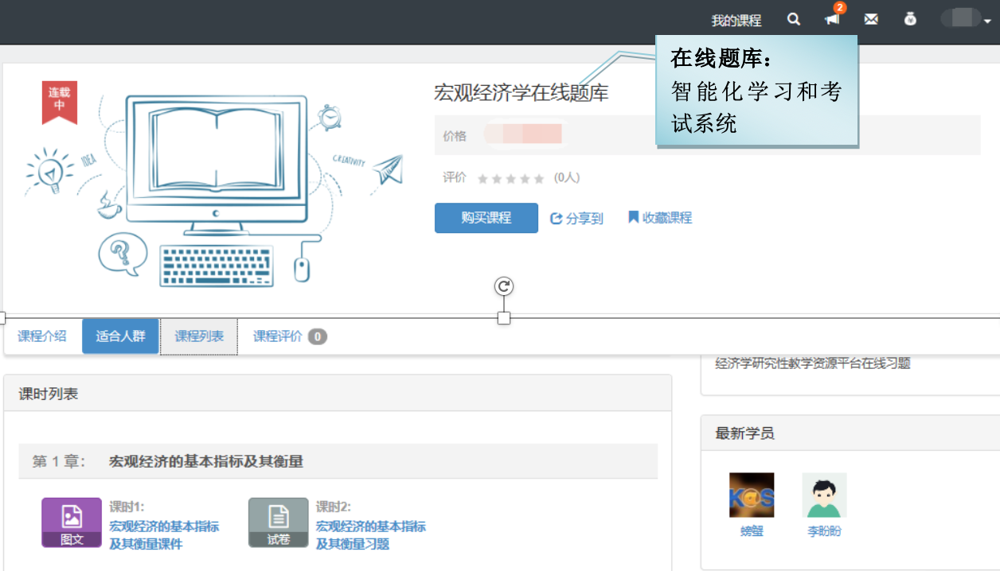 我的课程
2
在线题库：
智能化学习和考
试系统
连载
中
IDEA
CREATIVITY
宏观经济学在线题库
价格
评价 (0人)
购买课程 分享到 收藏课程
课程介绍 适合人群 课程列表 课程评价 0
经济学研究性教学资源平台在线习题
课时列表
最新学员
第 1 章： 宏观经济的基本指标及其衡量
图文
课时1:
宏观经济的基本指标
及其衡量课件
试卷
课时2:
宏观经济的基本指标
及其衡量习题
K@S
螃蟹
李盼盼